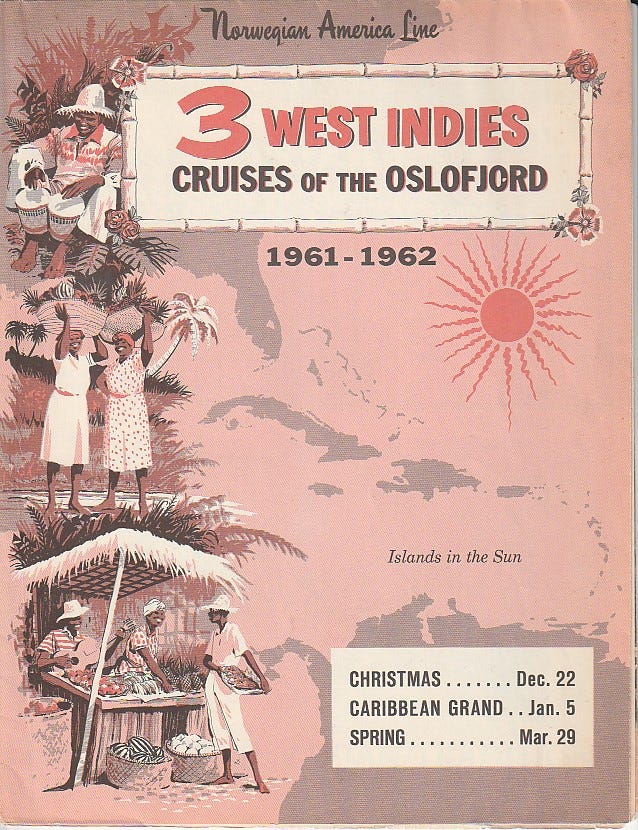 Norwegian America Line
3 WEST INDIES
CRUISES OF THE OSLOFJORD
1961-1962
Islands in the Sun
CHRISTMAS ....... Dec. 22
CARIBBEAN GRAND .. Jan. 5
SPRING ........... Mar. 29